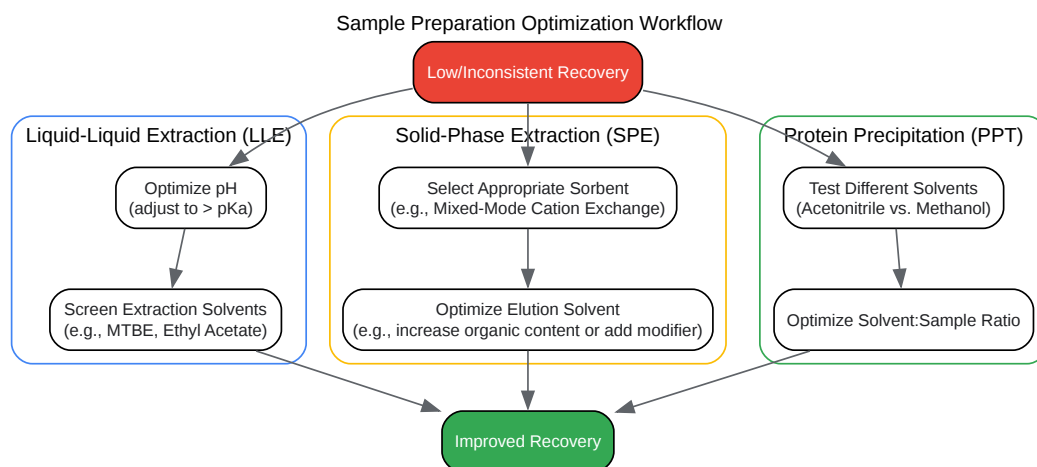 Sample Preparation Optimization Workflow
Low/Inconsistent Recovery
Liquid-Liquid Extraction (LLE)
Optimize pH
(adjust to > pKa)
Screen Extraction Solvents
(e.g., MTBE, Ethyl Acetate)
Solid-Phase Extraction (SPE)
Select Appropriate Sorbent
(e.g., Mixed-Mode Cation Exchange)
Optimize Elution Solvent
(e.g., increase organic content or add modifier)
Protein Precipitation (PPT)
Test Different Solvents
(Acetonitrile vs. Methanol)
Optimize Solvent:Sample Ratio
Improved Recovery